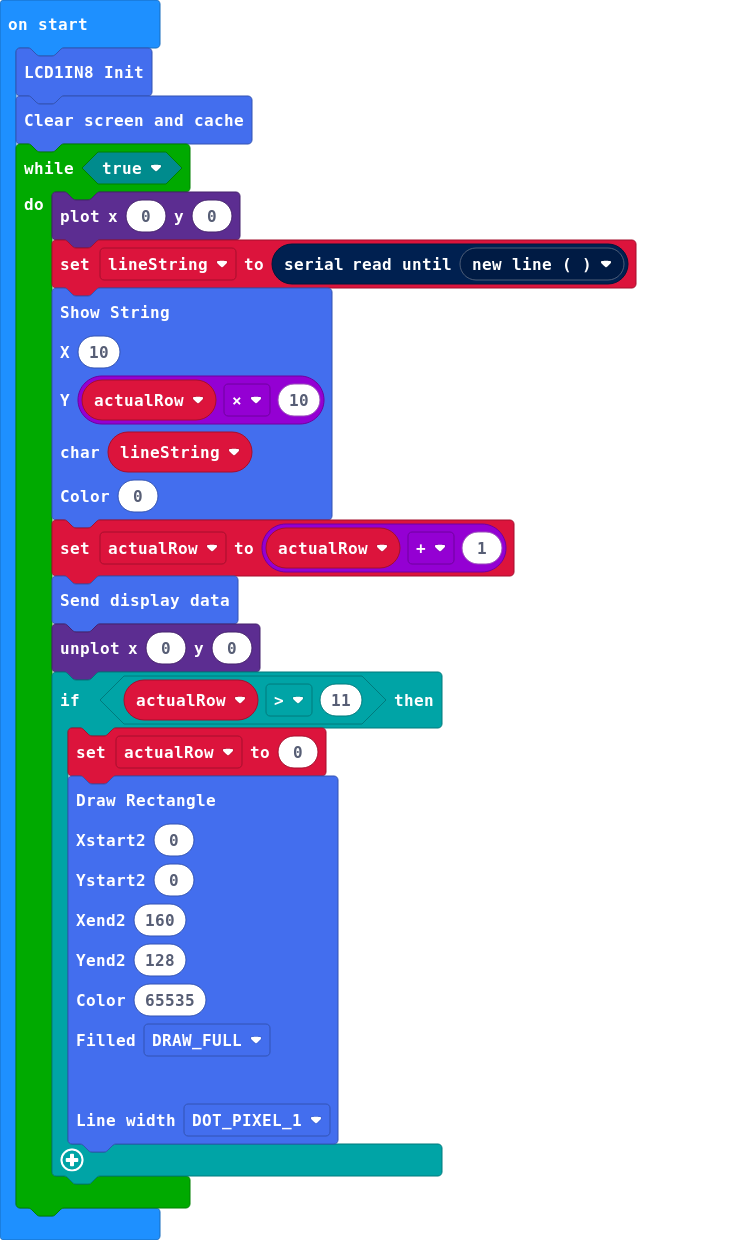 on start
LCD1IN8 Init
Clear screen and cache
while true
do
plot x 0 y 0
set lineString to serial read until new line ( )
Show String
X 10
Y actualRow × 10
char lineString
Color 0
set actualRow to actualRow + 1
Send display data
unplot x 0 y 0
if actualRow > 11 then
set actualRow to 0
Draw Rectangle
Xstart2 0
Ystart2 0
Xend2 160
Yend2 128
Color 65535
Filled DRAW_FULL
Line width DOT_PIXEL_1